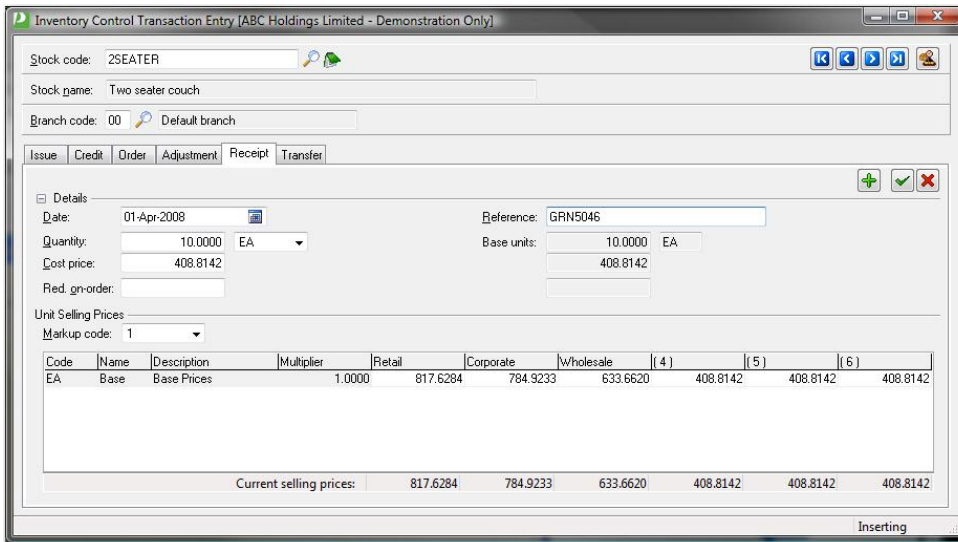 Inventory Control Transaction Entry [ABC Holdings Limited - Demonstration Only]
Stock code: 2SEATER
Stock name: Two seater couch
Branch code: 00 Default branch
Issue Credit Order Adjustment Receipt Transfer
Details
Date: 01-Apr-2008 Reference: GRN5046
Quantity: 10.0000 EA Base units: 10.0000 EA
Cost price: 408.8142 408.8142
Red. on-order:
Unit Selling Prices
Markup code: 1
Code Name Description Multiplier Retail Corporate Wholesale ( 4 ) ( 5 ) ( 6 )
EA Base Base Prices 1.0000 817.6284 784.9233 633.6620 408.8142 408.8142 408.8142
Current selling prices: 817.6284 784.9233 633.6620 408.8142 408.8142 408.8142
Inserting